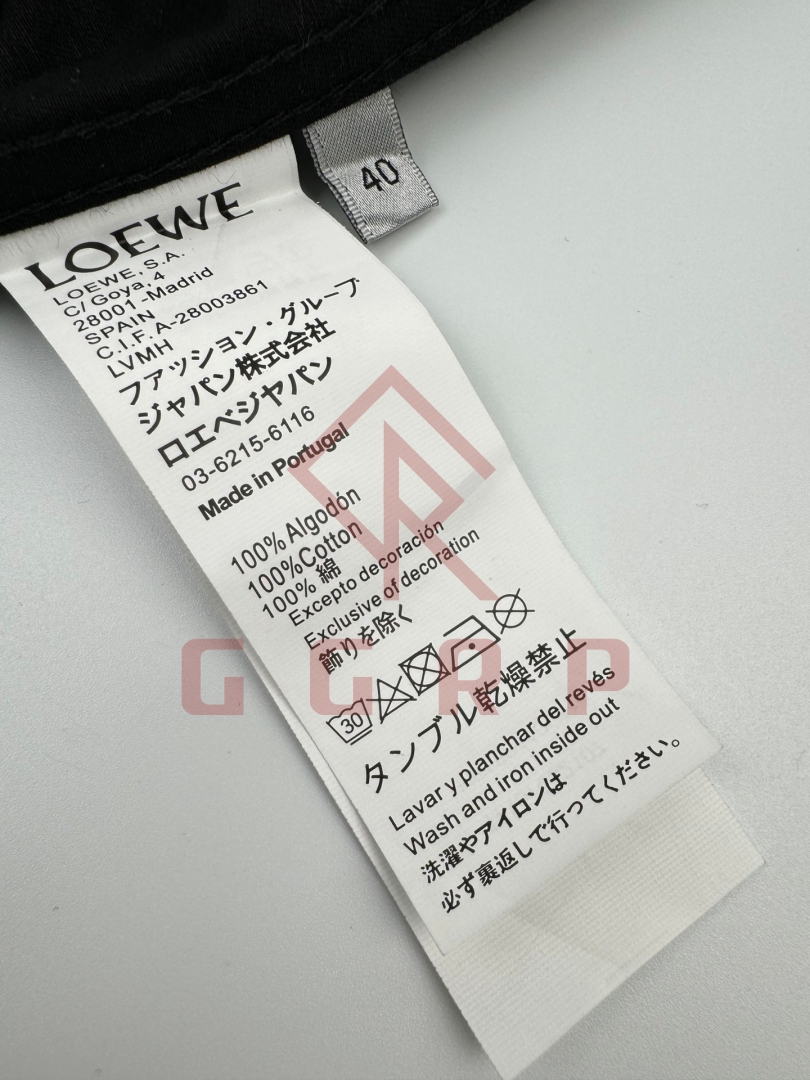 40
LOEWE
LOEWE, S.A.
C/ Goya, 4
28001 -Madrid
SPAIN
C.I.F.A-28003861
LVMH
ファッション・グループ
ジャパン株式会社
ロエベジャパン
03-6215-6116
Made in Portugal
100% Algodón
100%Cotton
100% 綿
Excepto decoración
Exclusive of decoration
飾りを除く
30
タンブル乾燥禁止
Lavar y planchar del revés
Wash and iron inside out
洗濯やアイロンは
必ず裏返しで行ってください。
GGRP